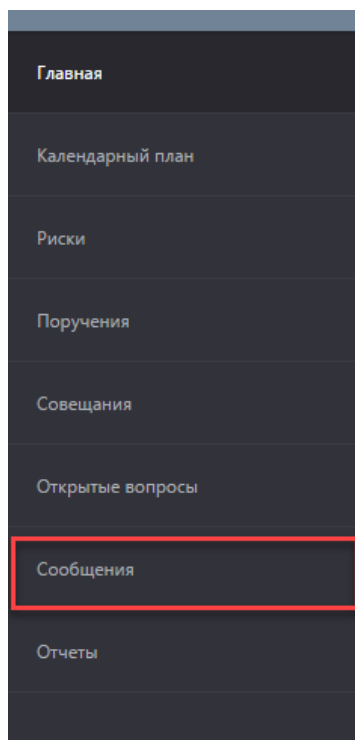 Главная
Календарный план
Риски
Поручения
Совещания
Открытые вопросы
Сообщения
Отчеты